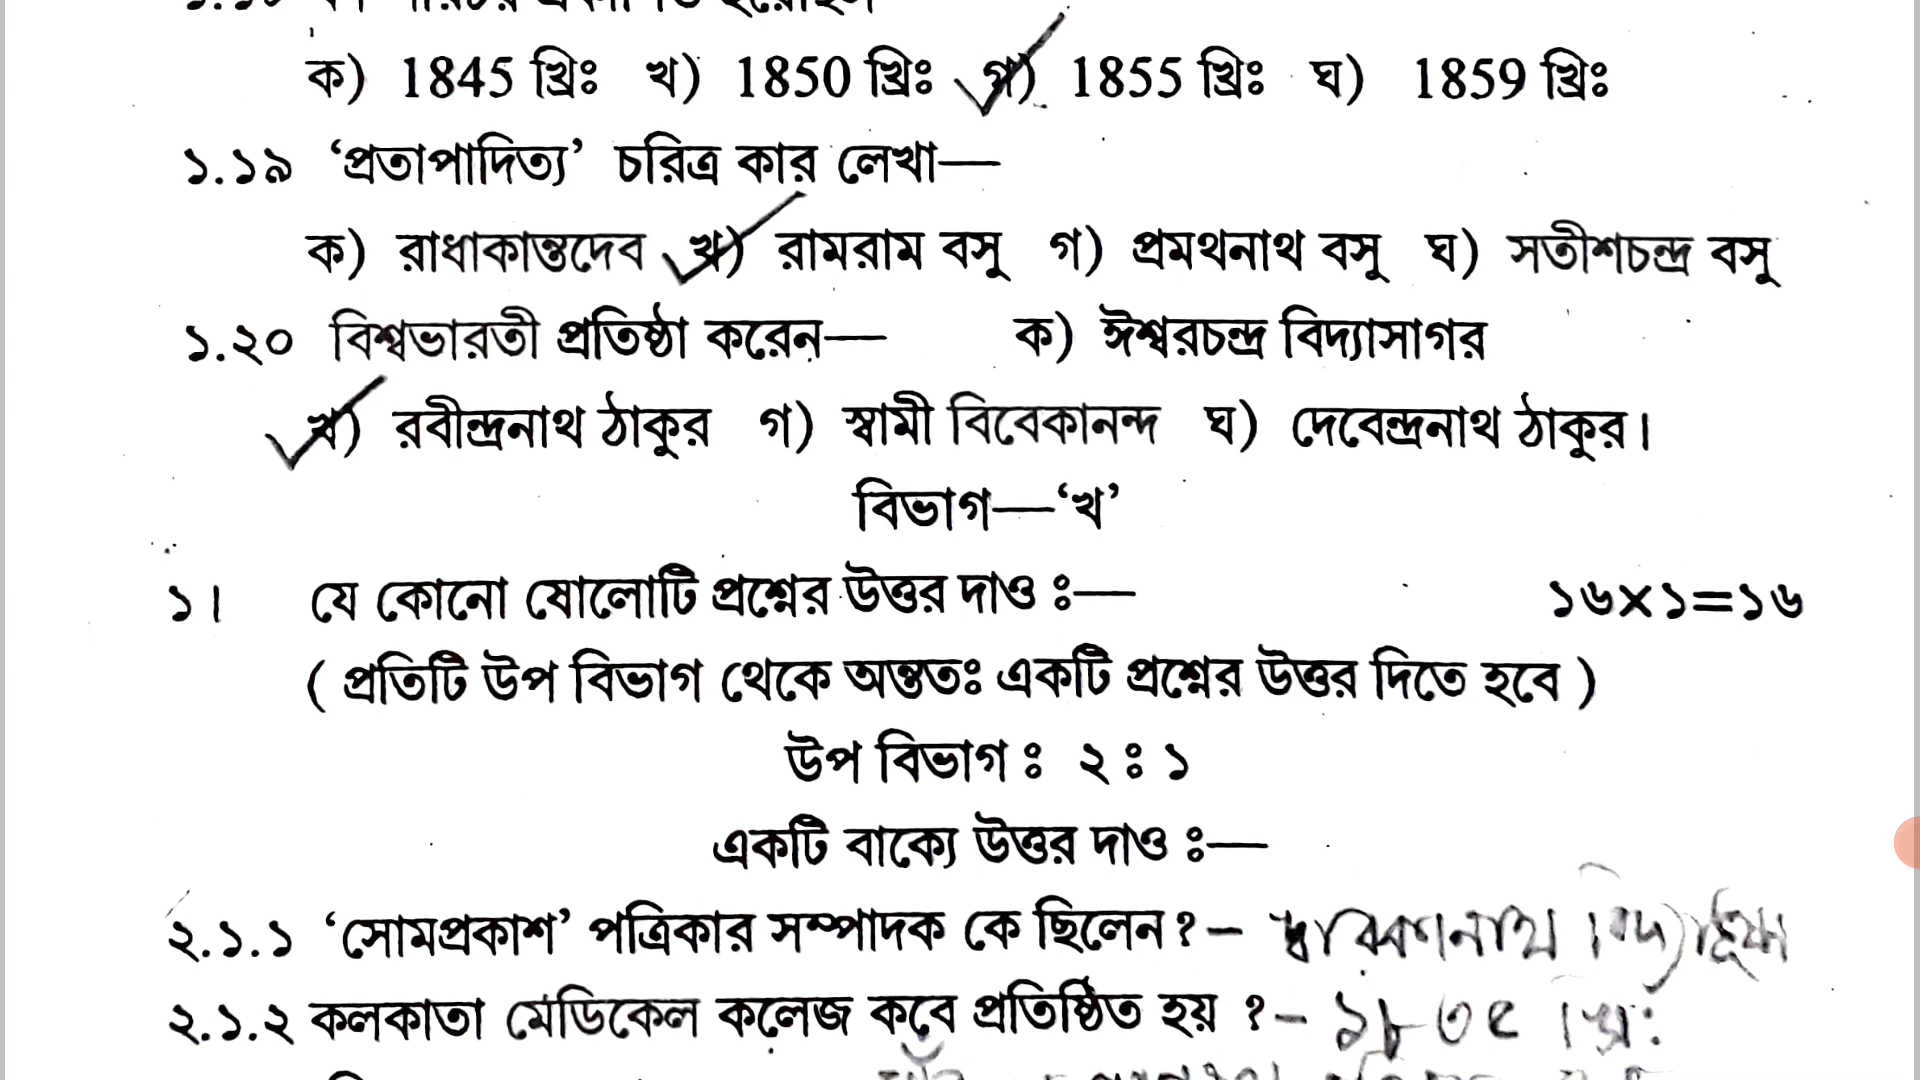 ক) 1845 খ্রিঃ খ) 1850 খ্রিঃ গ) 1855 খ্রিঃ ঘ) 1859 খ্রিঃ
১.১৯ ‘প্রতাপাদিত্য’ চরিত্র কার লেখা—
ক) রাধাকান্তদেব খ) রামরাম বসু গ) প্রমথনাথ বসু ঘ) সতীশচন্দ্র বসু
১.২০ বিশ্বভারতী প্রতিষ্ঠা করেন— ক) ঈশ্বরচন্দ্র বিদ্যাসাগর
খ) রবীন্দ্রনাথ ঠাকুর গ) স্বামী বিবেকানন্দ ঘ) দেবেন্দ্রনাথ ঠাকুর।
বিভাগ—‘খ’
১। যে কোনো ষোলোটি প্রশ্নের উত্তর দাও ঃ— ১৬×১=১৬
( প্রতিটি উপ বিভাগ থেকে অন্ততঃ একটি প্রশ্নের উত্তর দিতে হবে )
উপ বিভাগ ঃ ২ ঃ ১
একটি বাক্যে উত্তর দাও ঃ—
২.১.১ ‘সোমপ্রকাশ’ পত্রিকার সম্পাদক কে ছিলেন ? – দ্বারকানাথ বিদ্যাভূষণ
২.১.২ কলকাতা মেডিকেল কলেজ কবে প্রতিষ্ঠিত হয় ? – ১৮৩৫ খ্রি: